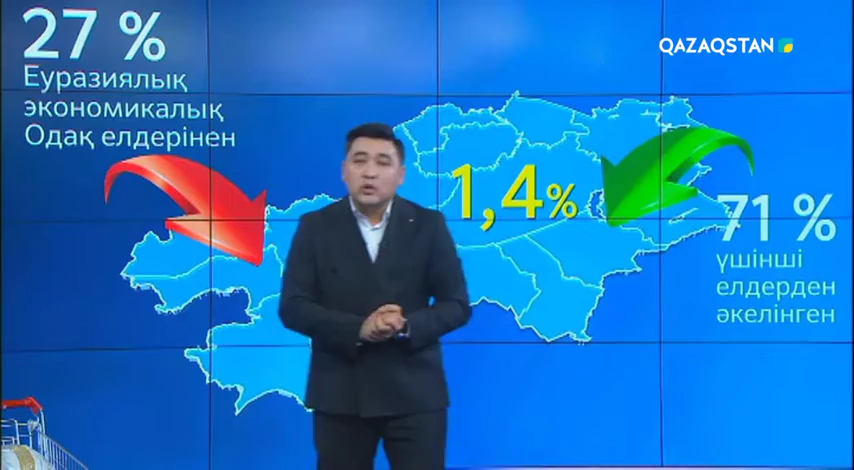 27 %
Еуразиялық
экономикалық
Одақ елдерінен
QAZAQSTAN
1,4%
71 %
үшінші
елдерден
әкелінген